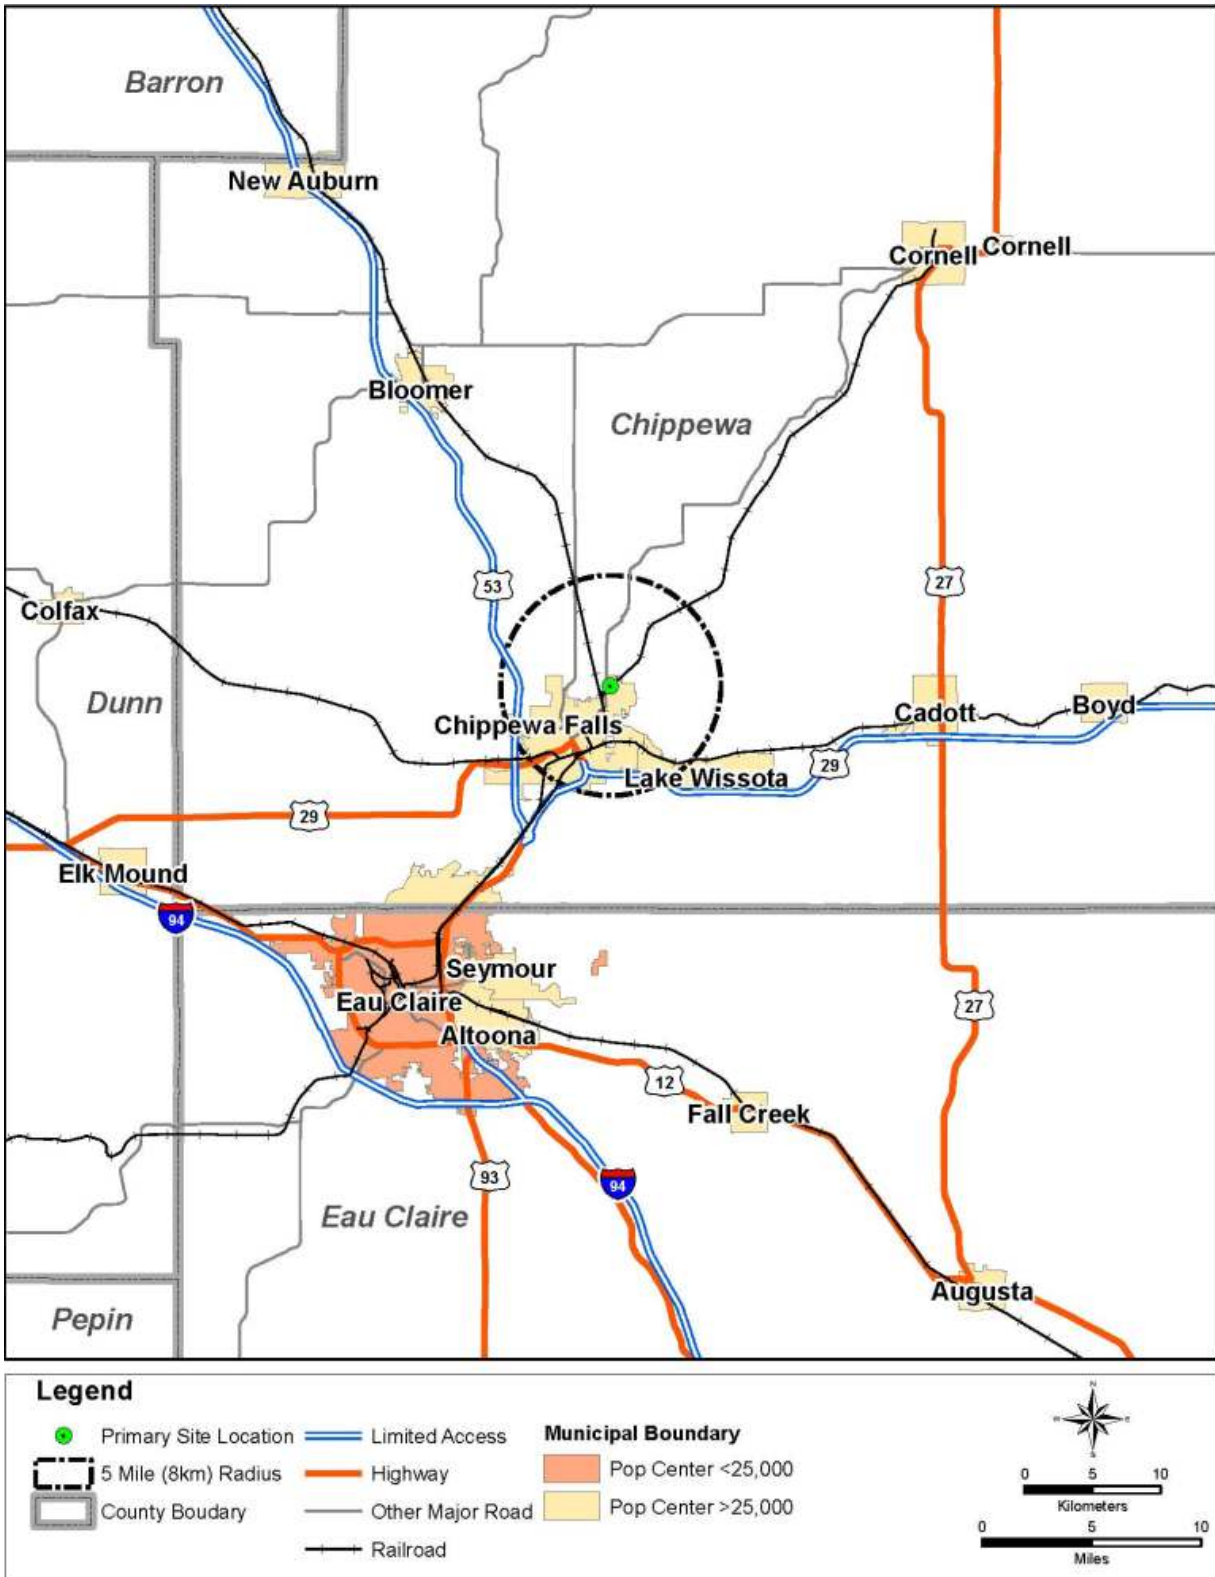 Barron
New Auburn
Cornell Cornell
Bloomer
Chippewa
53
27
Colfax
Dunn
Cadott
Boyd
Chippewa Falls
29
Lake Wissota
29
Elk Mound
94
Seymour
Eau Claire
27
Altoona
12
Fall Creek
93
94
Eau Claire
Augusta
Pepin
Legend
Primary Site Location
5 Mile (8km) Radius
County Boudary
Limited Access
Highway
Other Major Road
Railroad
Municipal Boundary
Pop Center <25,000
Pop Center >25,000
N
W E
S
0 5 10
Kilometers
0 5 10
Miles